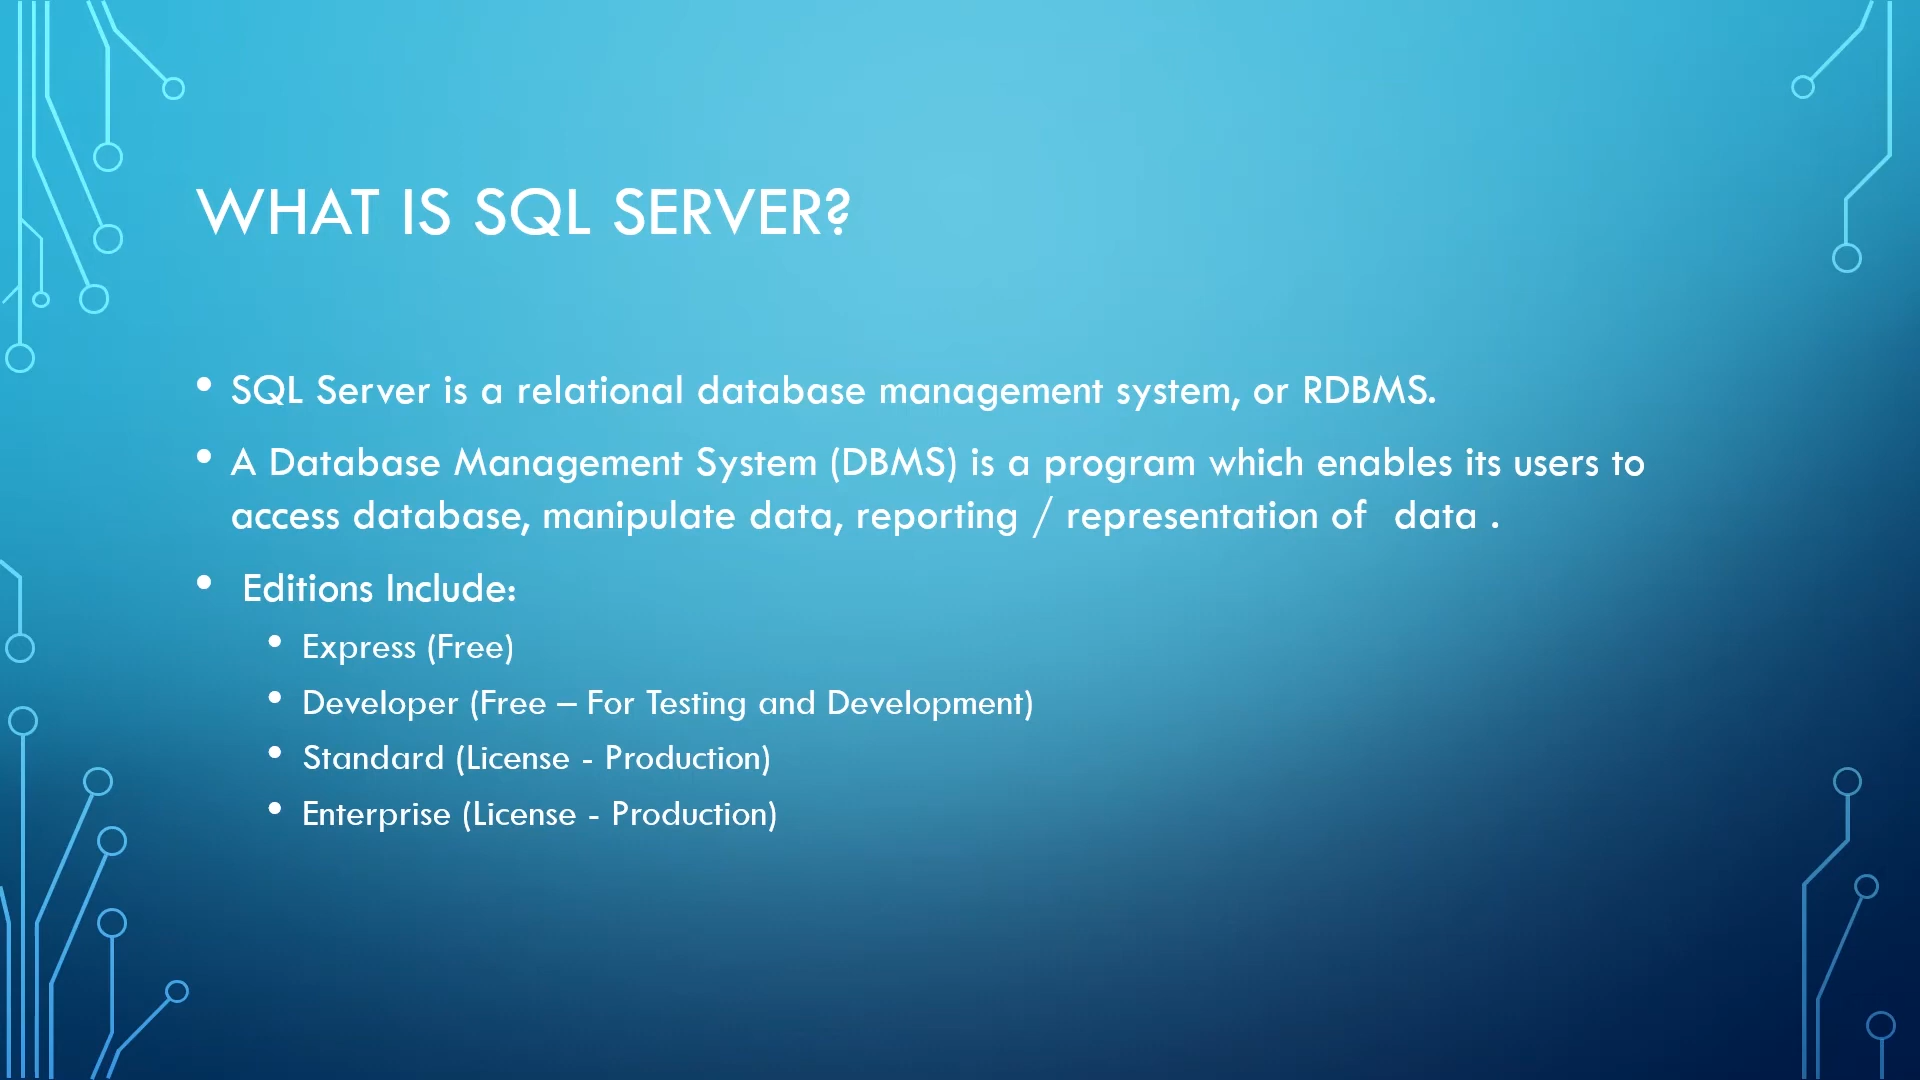 WHAT IS SQL SERVER?
• SQL Server is a relational database management system, or RDBMS.
• A Database Management System (DBMS) is a program which enables its users to
access database, manipulate data, reporting / representation of  data .
• Editions Include:
• Express (Free)
• Developer (Free – For Testing and Development)
• Standard (License - Production)
• Enterprise (License - Production)